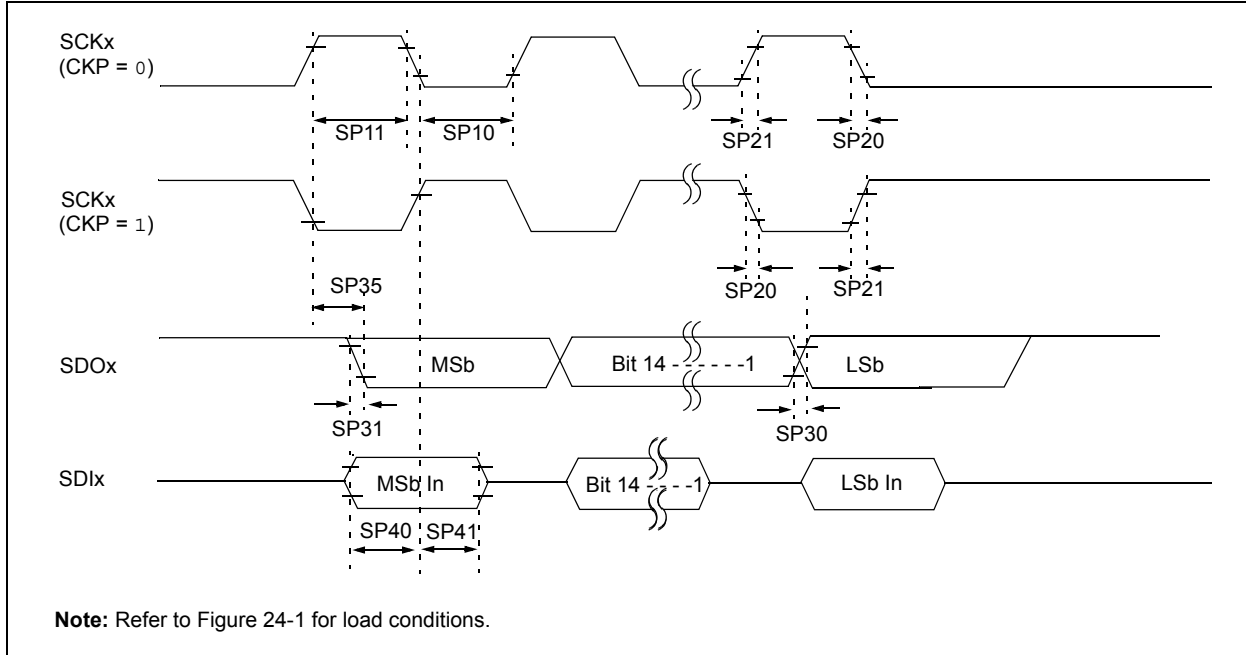 SCKx
(CKP = 0)
SP11
SP10
SP21
SP20
SCKx
(CKP = 1)
SP35
SP20
SP21
SDOx
MSb
Bit 14 - - - - - -1
LSb
SP31
SP30
SDIx
MSb In
Bit 14 - - - -1
LSb In
SP40
SP41
Note: Refer to Figure 24-1 for load conditions.